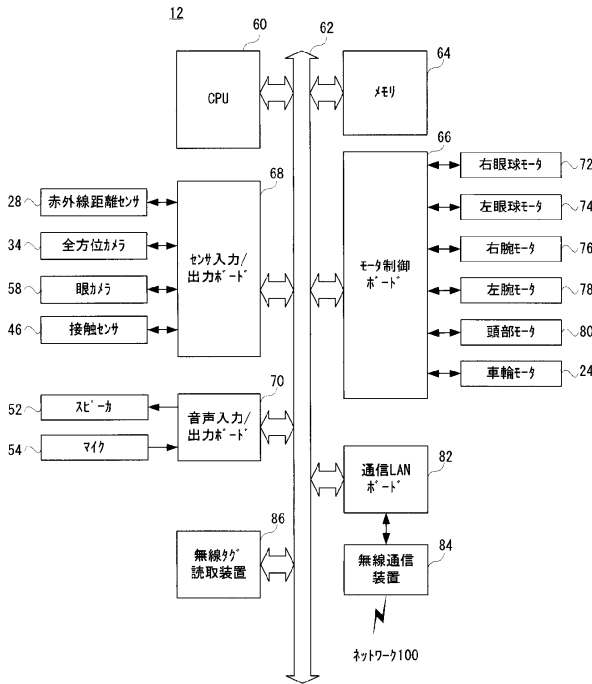 12
60
62
64
CPU
ﾒﾓﾘ
66
68
28
赤外線距離ｾﾝｻ
34
全方位ｶﾒﾗ
58
眼ｶﾒﾗ
46
接触ｾﾝｻ
ｾﾝｻ入力/
出力ﾎﾞｰﾄﾞ
ﾓｰﾀ制御
ﾎﾞｰﾄﾞ
右眼球ﾓｰﾀ
72
左眼球ﾓｰﾀ
74
右腕ﾓｰﾀ
76
左腕ﾓｰﾀ
78
頭部ﾓｰﾀ
80
車輪ﾓｰﾀ
24
70
52
ｽﾋﾟｰｶ
54
ﾏｲｸ
音声入力/
出力ﾎﾞｰﾄﾞ
82
通信LAN
ﾎﾞｰﾄﾞ
86
無線ﾀｸﾞ
読取装置
84
無線通信
装置
ﾈｯﾄﾜｰｸ100